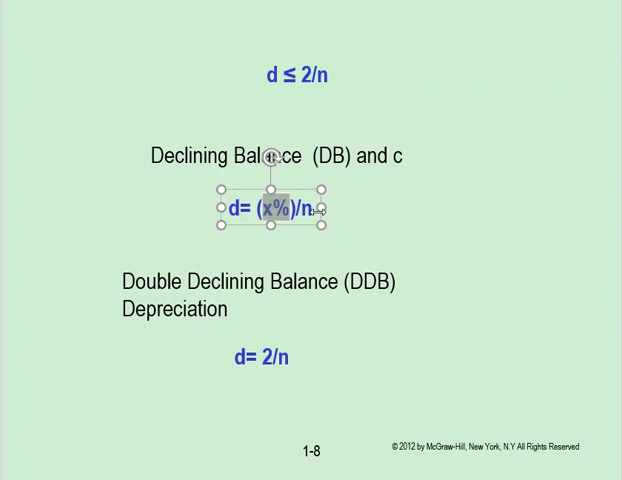 d ≤ 2/n
Declining Balance (DB) and c
d= (x%)/n
Double Declining Balance (DDB)
Depreciation
d= 2/n
1-8
© 2012 by McGraw-Hill, New York, N.Y All Rights Reserved